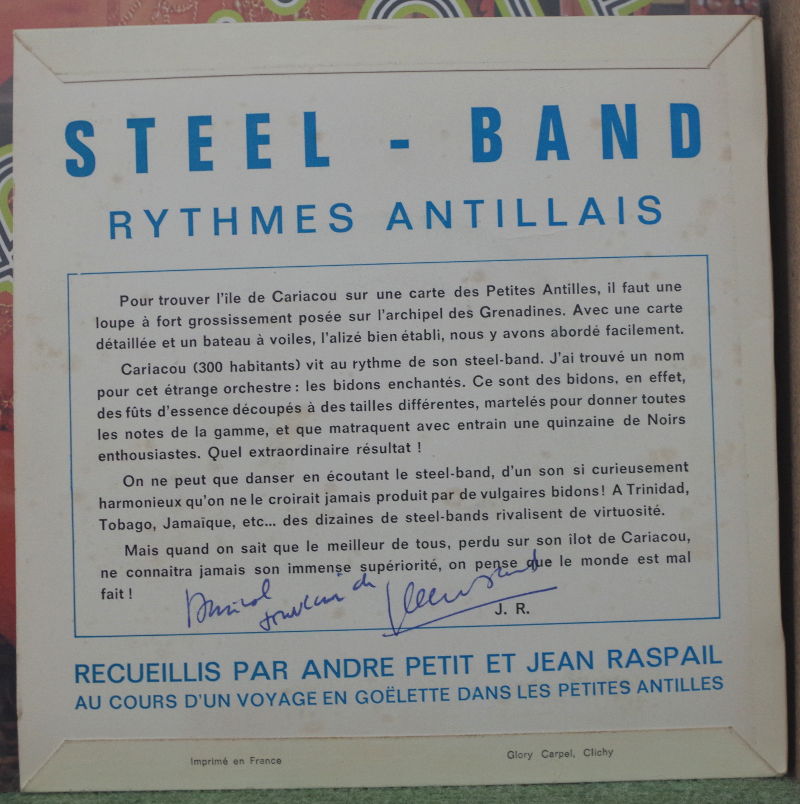 STEEL - BAND
RYTHMES ANTILLAIS
Pour trouver l'île de Cariacou sur une carte des Petites Antilles, il faut une
loupe à fort grossissement posée sur l'archipel des Grenadines. Avec une carte
détaillée et un bateau à voiles, l'alizé bien établi, nous y avons abordé facilement.
Cariacou (300 habitants) vit au rythme de son steel-band. J'ai trouvé un nom
pour cet étrange orchestre : les bidons enchantés. Ce sont des bidons, en effet,
des fûts d'essence découpés à des tailles différentes, martelés pour donner toutes
les notes de la gamme, et que matraquent avec entrain une quinzaine de Noirs
enthousiastes. Quel extraordinaire résultat !
On ne peut que danser en écoutant le steel-band, d'un son si curieusement
harmonieux qu'on ne le croirait jamais produit par de vulgaires bidons! A Trinidad,
Tobago, Jamaïque, etc... des dizaines de steel-bands rivalisent de virtuosité.
Mais quand on sait que le meilleur de tous, perdu sur son îlot de Cariacou,
ne connaitra jamais son immense supériorité, on pense que le monde est mal
fait !
souvenir de
J. R.
RECUEILLIS PAR ANDRE PETIT ET JEAN RASPAIL
AU COURS D'UN VOYAGE EN GOËLETTE DANS LES PETITES ANTILLES
Imprimé en France
Glory Carpel, Clichy